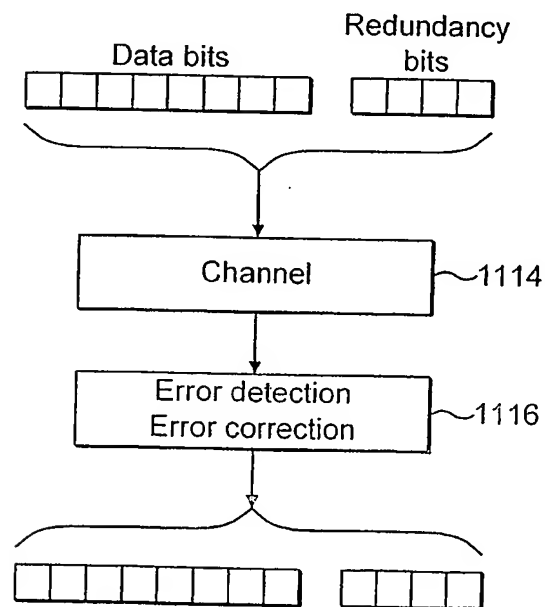 Data bits
Redundancy
bits
Channel
1114
Error detection
Error correction
1116